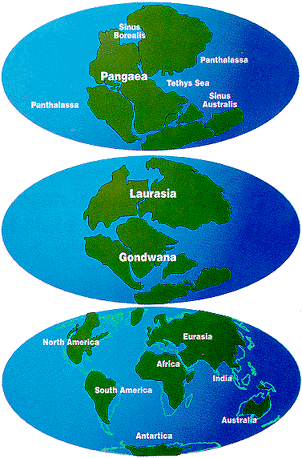 Sinus
Borealis
Panthalassa
Pangaea
Tethys Sea
Panthalassa
Sinus
Australis
Laurasia
Gondwana
North America
Eurasia
Africa
India
South America
Australia
Antartica